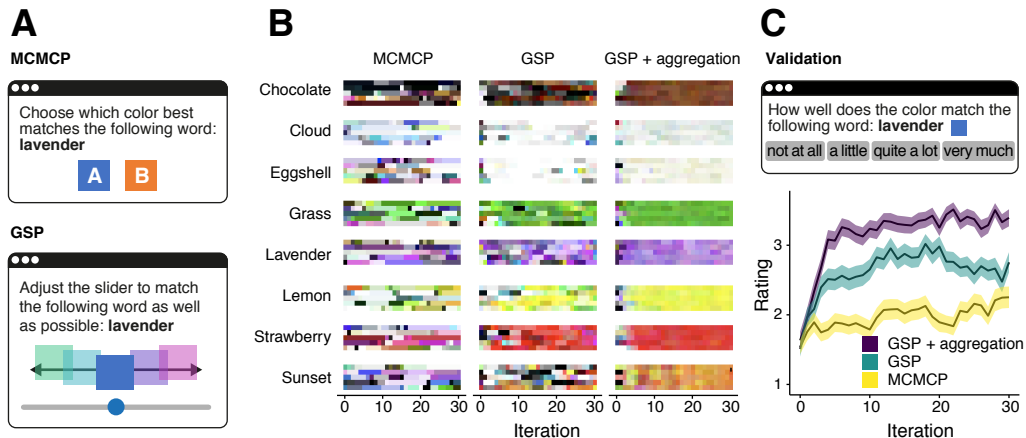 A
MCMCP
Choose which color best
matches the following word:
lavender
A B
GSP
Adjust the slider to match
the following word as well
as possible: lavender
B
MCMCP GSP GSP + aggregation
Chocolate
Cloud
Eggshell
Grass
Lavender
Lemon
Strawberry
Sunset
0 10 20 30 0 10 20 30 0 10 20 30
Iteration Iteration
C
Validation
How well does the color match the
following word: lavender
not at all a little quite a lot very much
Rating
3
2
1
GSP + aggregation
GSP
MCMCP
0 10 20 30
Iteration